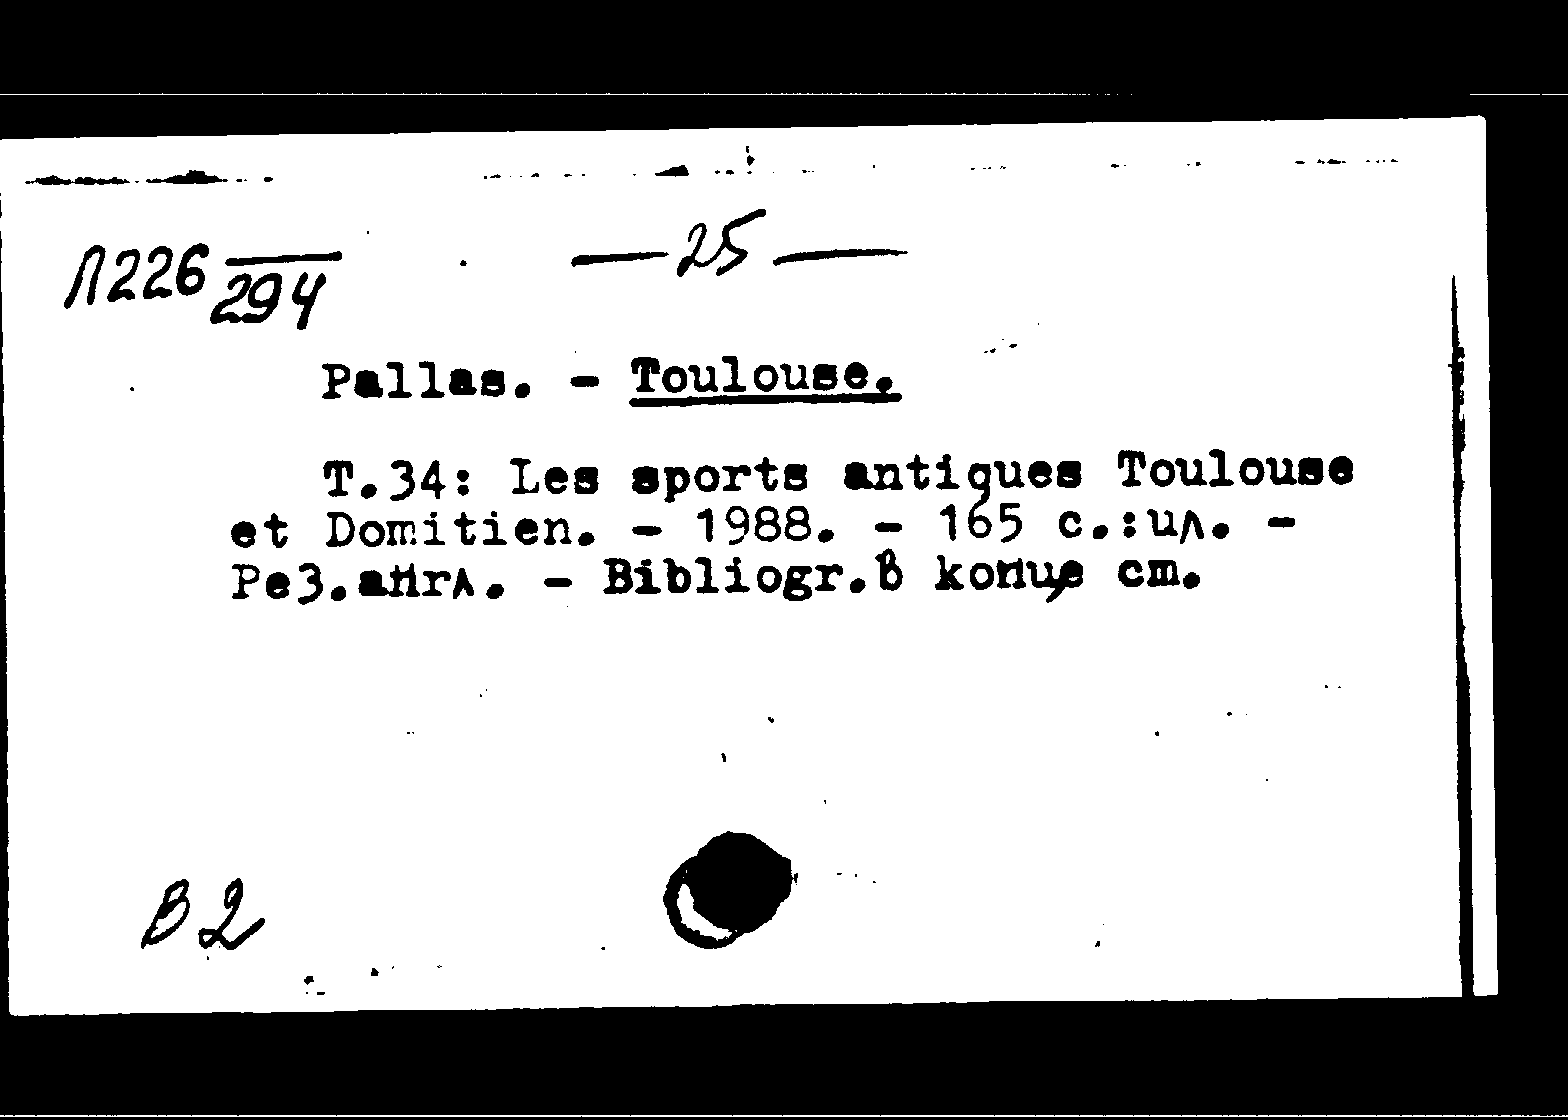 Л226 294
— 25 —
Pallas. - Toulouse.
T.34: Les sports antiques Toulouse
et Domitien. - 1988. - 165 с.:ил. -
Рез.англ. - Bibliogr.в конце ст.
В2